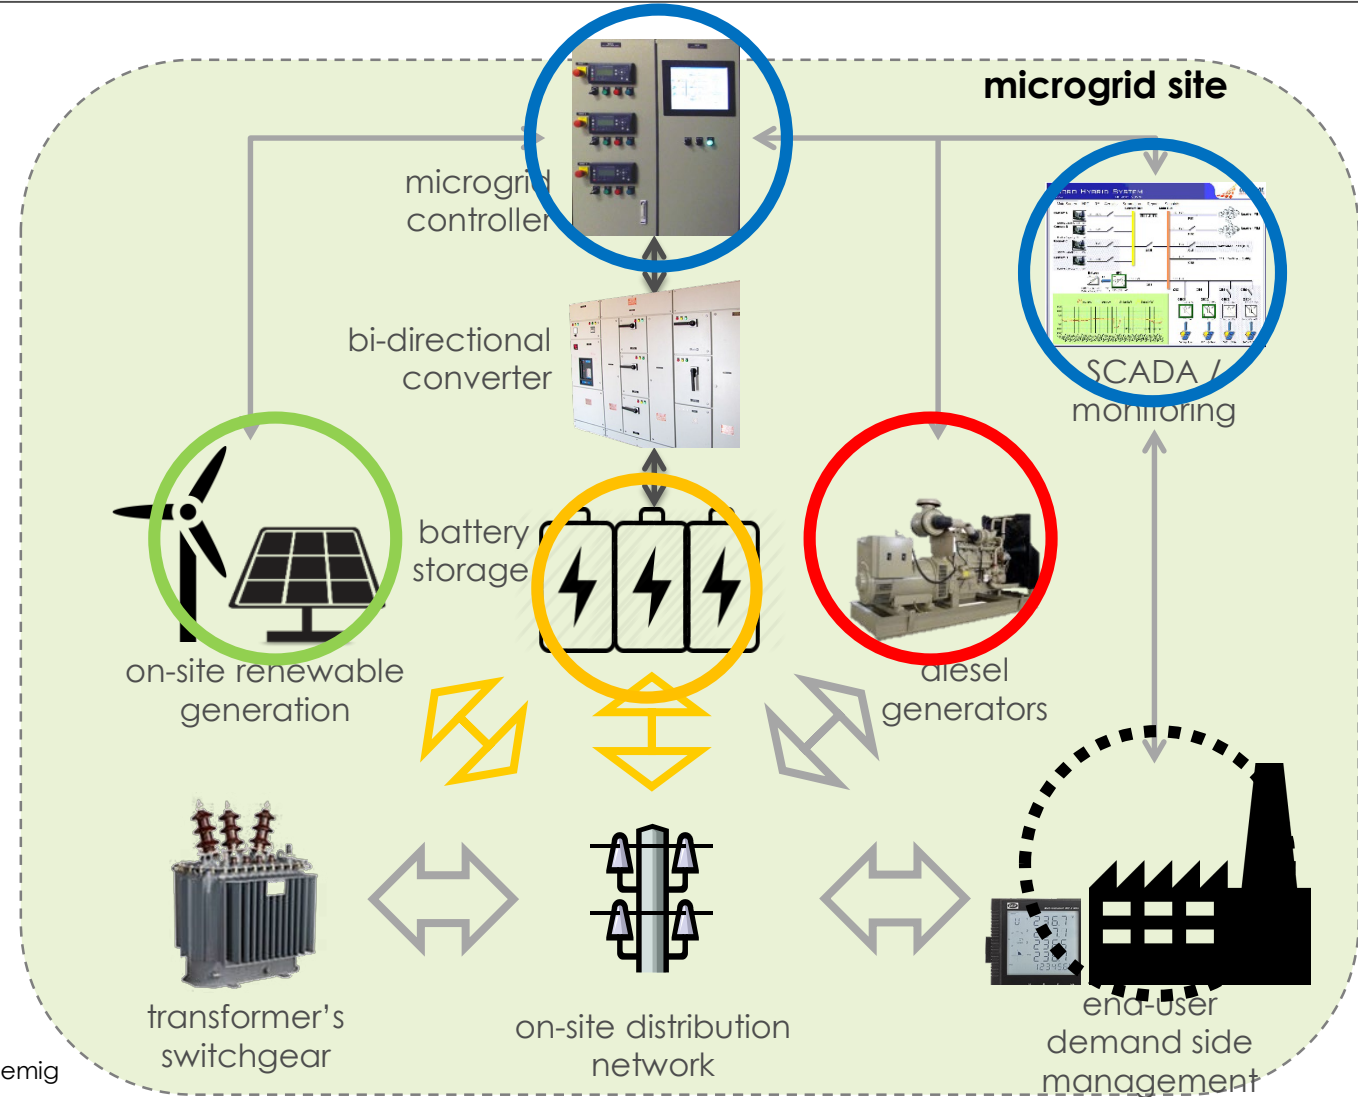 microgrid site
microgrid
controller
bi-directional
converter
SCADA /
monitoring
battery
storage
on-site renewable
generation
diesel
generators
transformer's
switchgear
on-site distribution
network
end-user
demand side
management
emig